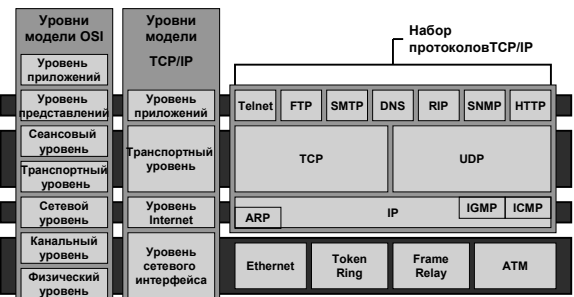 Уровни
модели OSI
Уровень
приложений
Уровень
представлений
Сеансовый
уровень
Транспортный
уровень
Сетевой
уровень
Канальный
уровень
Физический
уровень
Уровни
модели
TCP/IP
Уровень
приложений
Транспортный
уровень
Уровень
Internet
Уровень
сетевого
интерфейса
Набор
протоколовTCP/IP
Telnet FTP SMTP DNS RIP SNMP HTTP
TCP UDP
ARP IP IGMP ICMP
Ethernet Token Ring Frame Relay ATM